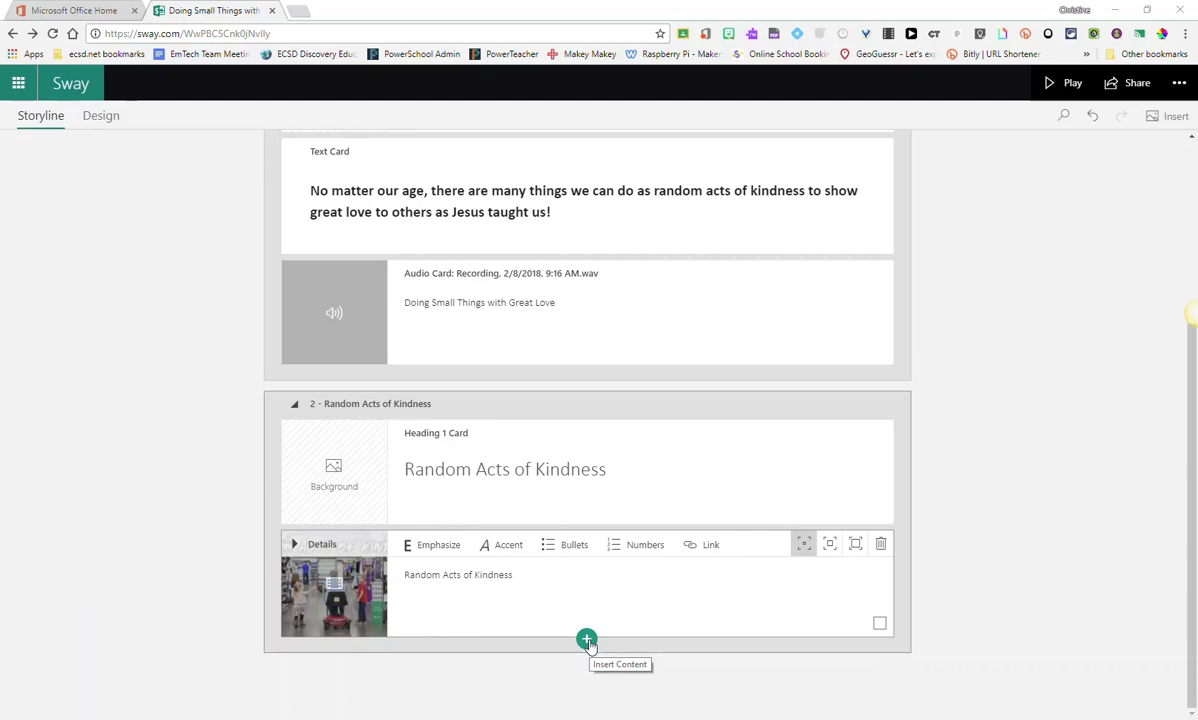 Microsoft Office Home
Doing Small Things with
Christine
https://sway.com/WwPBC5Cnk0jNvIly
Apps
ecsd.net bookmarks
EmTech Team Meetin
ECSD Discovery Educ
PowerSchool Admin
PowerTeacher
Makey Makey
Raspberry Pi - Maker
Online School Bookin
GeoGuessr - Let's ex
Bitly | URL Shortener
»
Other bookmarks
Sway
Play
Share
Storyline
Design
Insert
Text Card
No matter our age, there are many things we can do as random acts of kindness to show
great love to others as Jesus taught us!
Audio Card: Recording, 2/8/2018, 9:16 AM.wav
Doing Small Things with Great Love
2 - Random Acts of Kindness
Heading 1 Card
Random Acts of Kindness
Background
Details
E Emphasize
A Accent
Bullets
Numbers
Link
Random Acts of Kindness
Insert Content